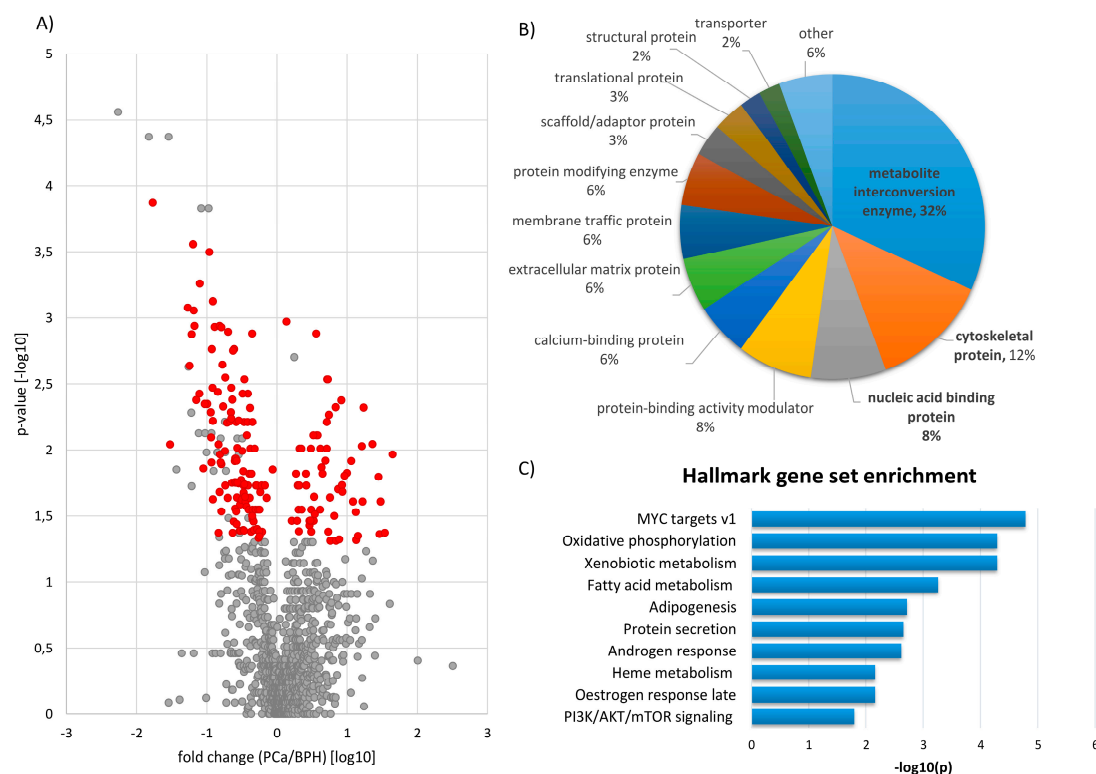 A)
5
4,5
4
3,5
3
2,5
2
1,5
1
0,5
0
p-value [-log10]
-3
-2
-1
0
1
2
3
fold change (PCa/BPH) [log10]
B)
transporter
2%
other
6%
structural protein
2%
translational protein
3%
scaffold/adaptor protein
3%
protein modifying enzyme
6%
membrane traffic protein
6%
extracellular matrix protein
6%
calcium-binding protein
6%
protein-binding activity modulator
8%
metabolite
interconversion
enzyme, 32%
cytoskeletal
protein, 12%
nucleic acid binding
protein
8%
C)
Hallmark gene set enrichment
MYC targets v1
Oxidative phosphorylation
Xenobiotic metabolism
Fatty acid metabolism
Adipogenesis
Protein secretion
Androgen response
Heme metabolism
Oestrogen response late
PI3K/AKT/mTOR signaling
0
1
2
3
4
5
6
-log10(p)